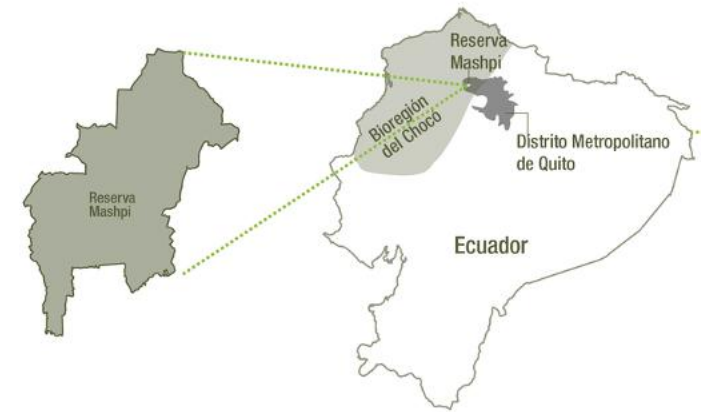 Reserva
Mashpi
Reserva
Mashpi
Bioregión
del Chocó
Distrito Metropolitano
de Quito
Ecuador